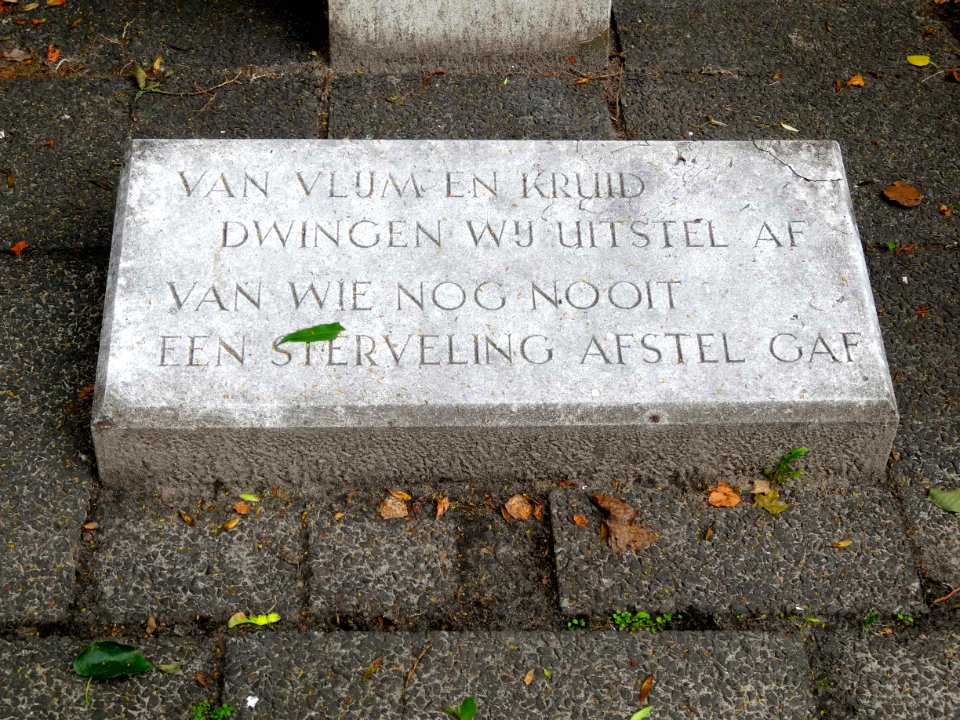 VAN VLIJM EN KRUID
DWINGEN WIJ UITSTEL AF
VAN WIE NOG NOOIT
EEN STERVELING AFSTEL GAF